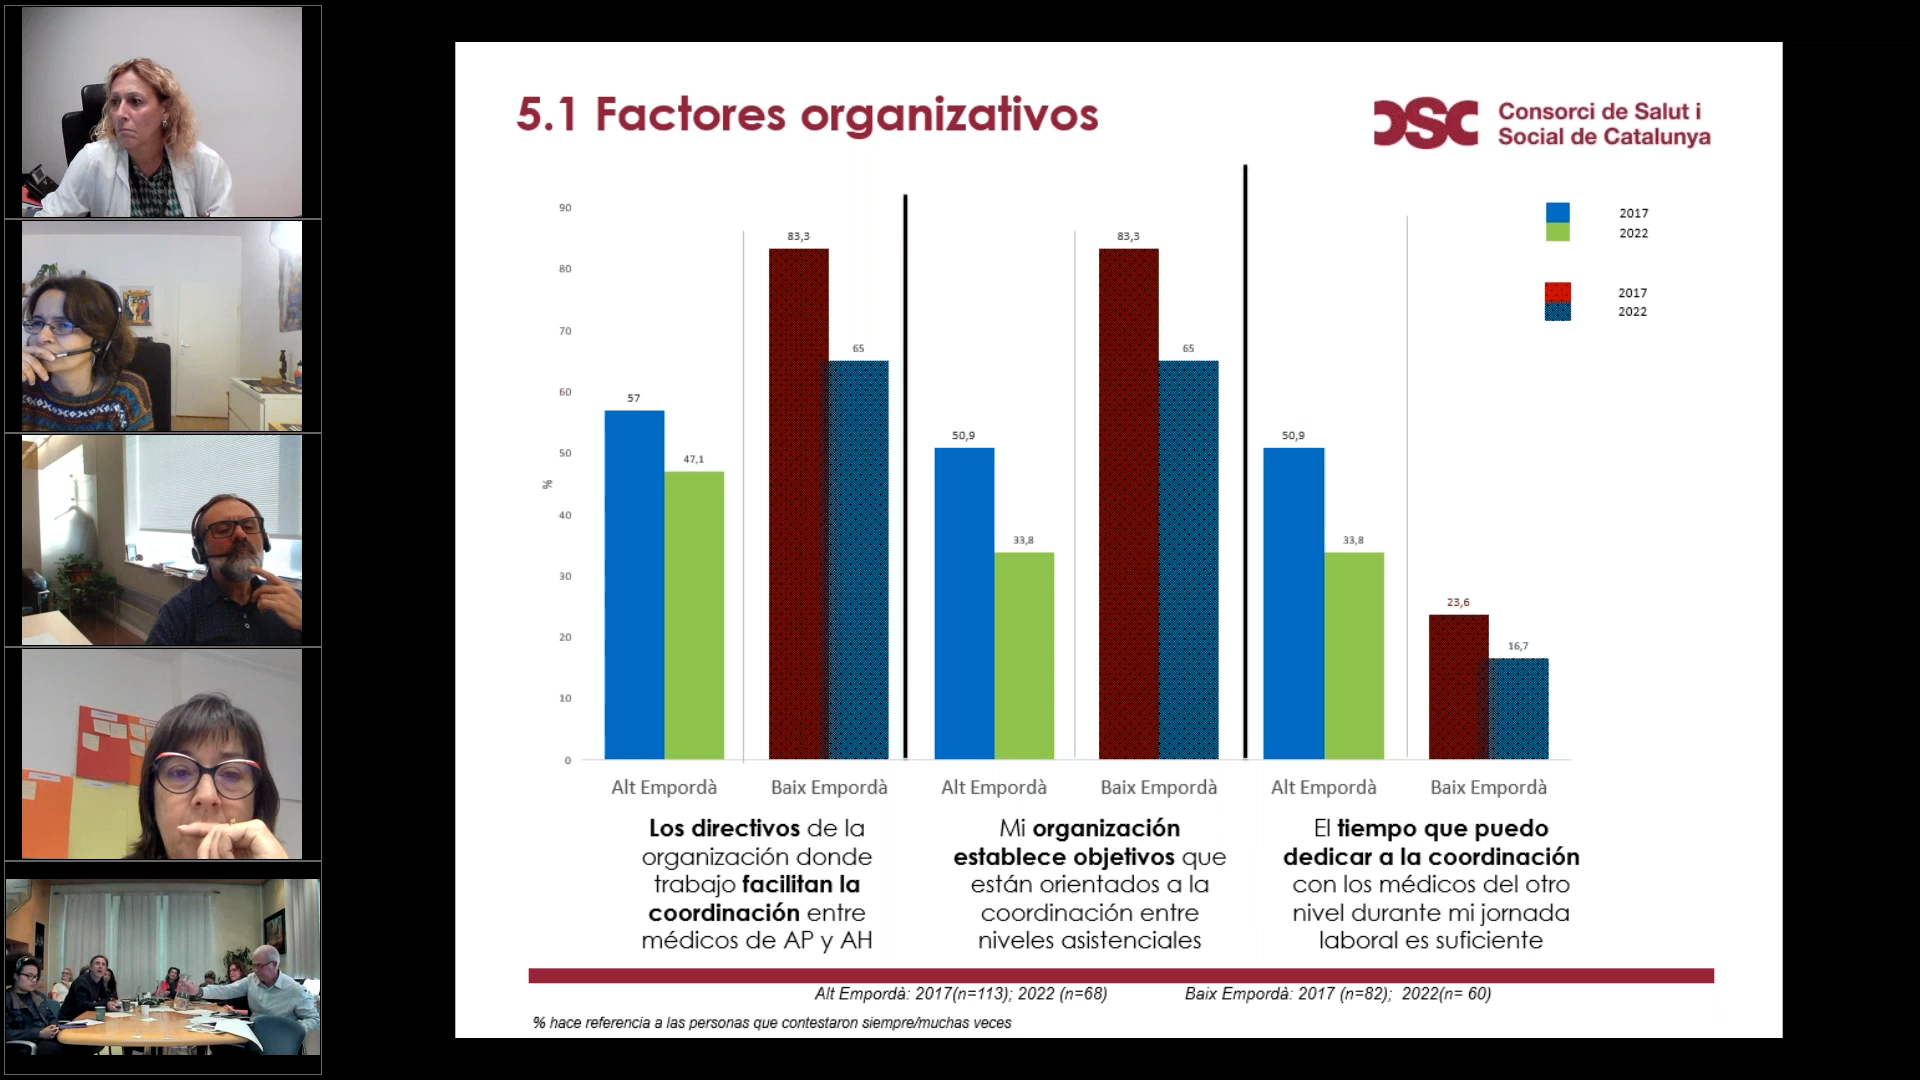 5.1 Factores organizativos
CSC
Consorci de Salut i
Social de Catalunya
2017
2022
2017
2022
%
90
80
70
60
50
40
30
20
10
0
57
47,1
83,3
65
50,9
33,8
83,3
65
50,9
33,8
23,6
16,7
Alt Empordà
Baix Empordà
Alt Empordà
Baix Empordà
Alt Empordà
Baix Empordà
Los directivos de la
organización donde
trabajo facilitan la
coordinación entre
médicos de AP y AH
Mi organización
establece objetivos que
están orientados a la
coordinación entre
niveles asistenciales
El tiempo que puedo
dedicar a la coordinación
con los médicos del otro
nivel durante mi jornada
laboral es suficiente
Alt Empordà: 2017(n=113); 2022 (n=68)
Baix Empordà: 2017 (n=82); 2022(n= 60)
% hace referencia a las personas que contestaron siempre/muchas veces